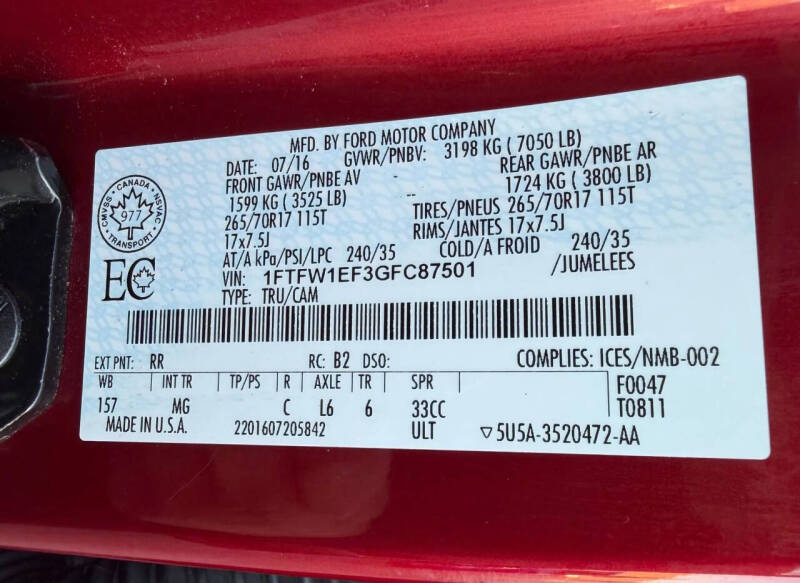 MFD. BY FORD MOTOR COMPANY
DATE: 07/16 GVWR/PNBV: 3198 KG ( 7050 LB)
FRONT GAWR/PNBE AV REAR GAWR/PNBE AR
1599 KG ( 3525 LB) -- 1724 KG ( 3800 LB)
265/70R17 115T TIRES/PNEUS 265/70R17 115T
17x7.5J RIMS/JANTES 17x7.5J
AT/A kPa/PSI/LPC 240/35 COLD/A FROID 240/35
VIN: 1FTFW1EF3GFC87501 /JUMELEES
TYPE: TRU/CAM
CMVSS - CANADA - NSVAC
977
TRANSPORT
EC
EXT PNT: RR RC: B2 DSO: COMPLIES: ICES/NMB-002
WB INT TR TP/PS R AXLE TR SPR F0047
157 MG C L6 6 33CC T0811
MADE IN U.S.A. 2201607205842 ULT ▽5U5A-3520472-AA